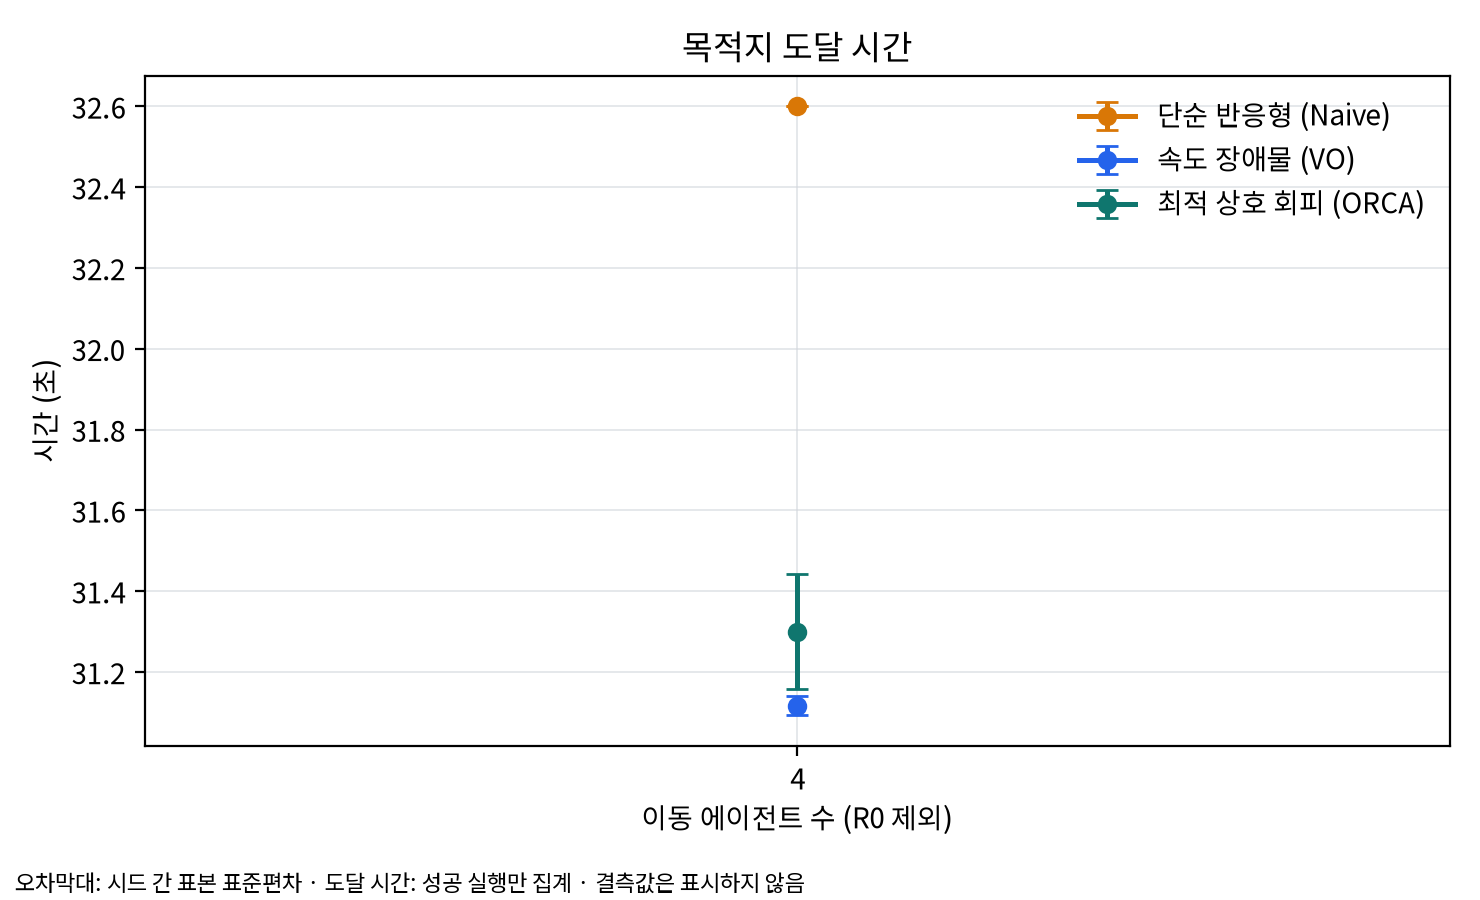 목적지 도달 시간
32.6
32.4
32.2
32.0
31.8
31.6
31.4
31.2
시간 (초)
단순 반응형 (Naive)
속도 장애물 (VO)
최적 상호 회피 (ORCA)
4
이동 에이전트 수 (R0 제외)
오차막대: 시드 간 표본 표준편차 · 도달 시간: 성공 실행만 집계 · 결측값은 표시하지 않음